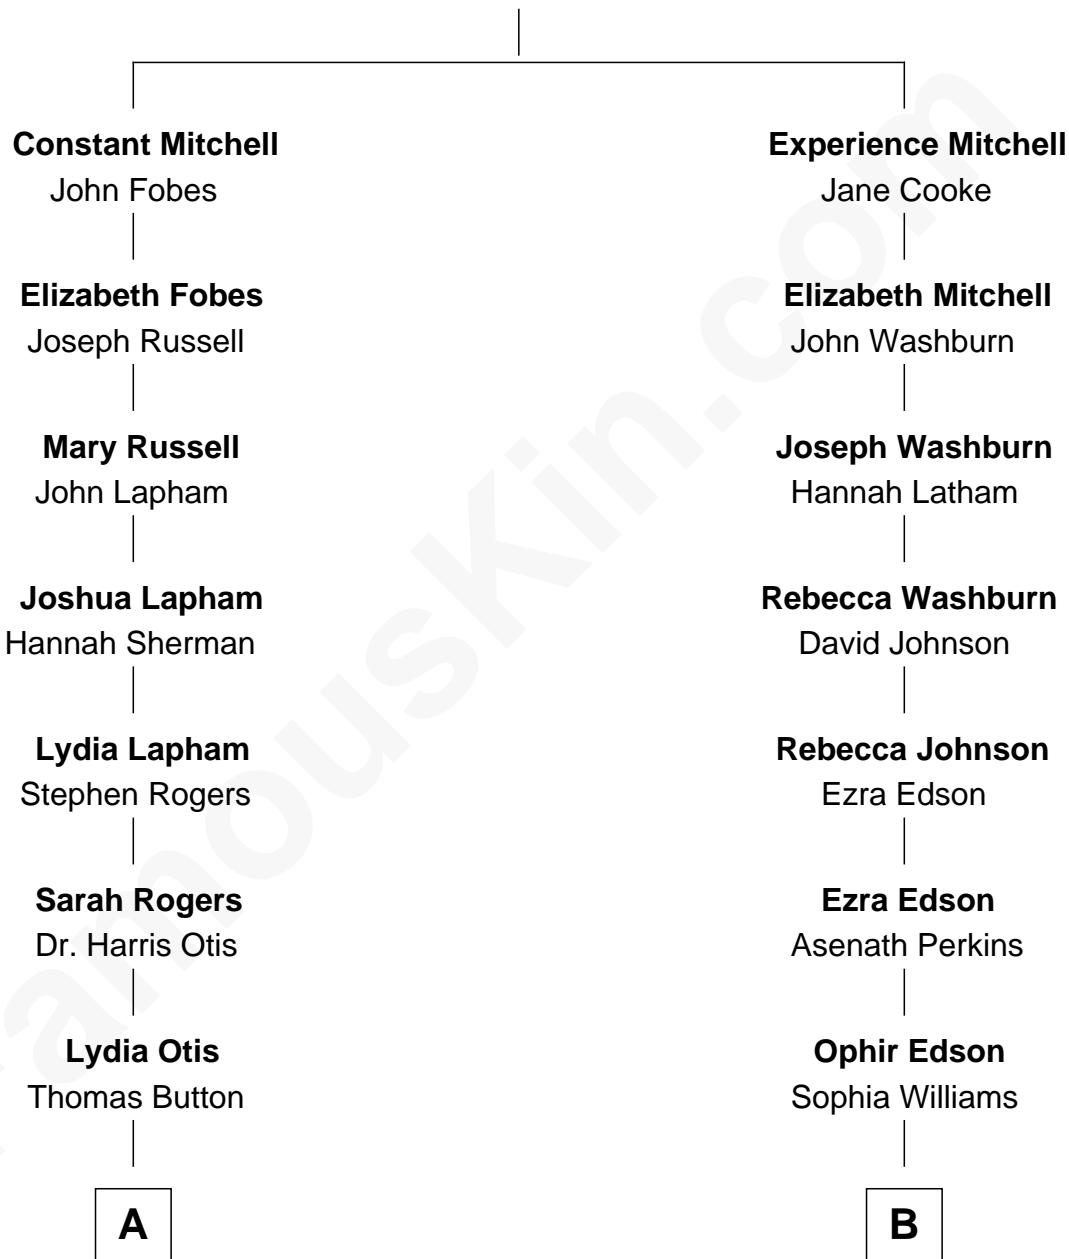 Constant Mitchell
John Fobes
Elizabeth Fobes
Joseph Russell
Mary Russell
John Lapham
Joshua Lapham
Hannah Sherman
Lydia Lapham
Stephen Rogers
Sarah Rogers
Dr. Harris Otis
Lydia Otis
Thomas Button
A
Experience Mitchell
Jane Cooke
Elizabeth Mitchell
John Washburn
Joseph Washburn
Hannah Latham
Rebecca Washburn
David Johnson
Rebecca Johnson
Ezra Edson
Ezra Edson
Asenath Perkins
Ophir Edson
Sophia Williams
B
famouskin.com